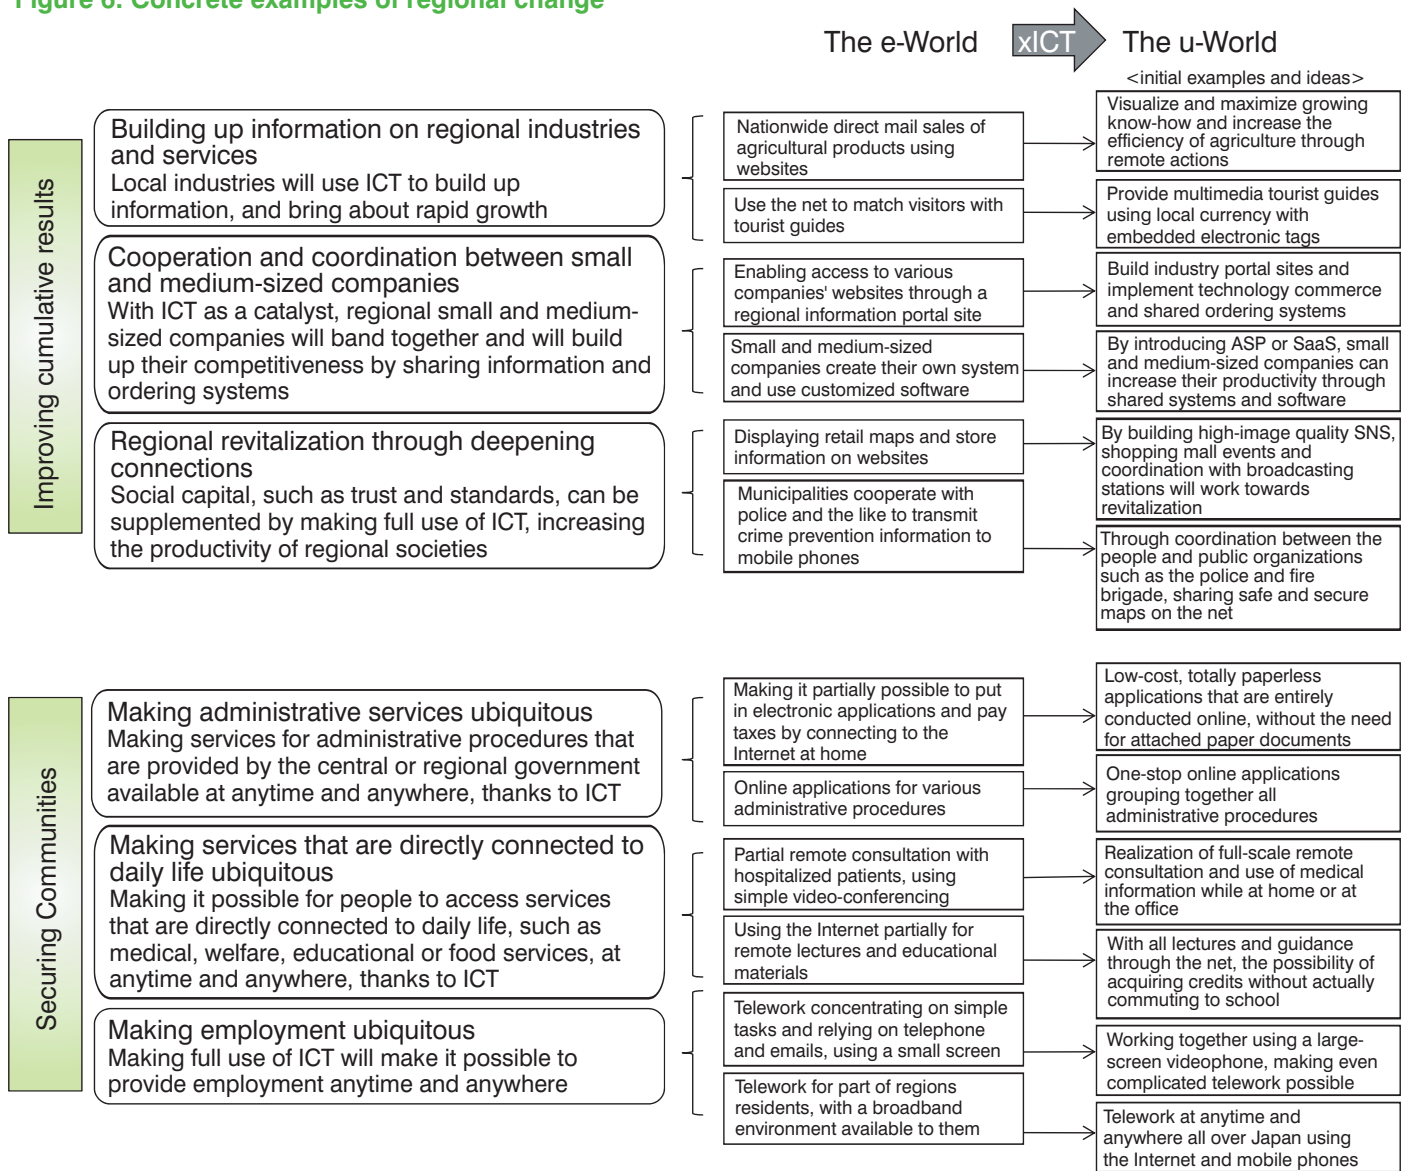 Figure 6: Concrete examples of regional change
The e-World
xICT
The u-World
<initial examples and ideas>
Improving cumulative results
Building up information on regional industries
and services
Local industries will use ICT to build up
information, and bring about rapid growth
Nationwide direct mail sales of
agricultural products using
websites
Visualize and maximize growing
know-how and increase the
efficiency of agriculture through
remote actions
Use the net to match visitors with
tourist guides
Provide multimedia tourist guides
using local currency with
embedded electronic tags
Cooperation and coordination between small
and medium-sized companies
With ICT as a catalyst, regional small and medium-
sized companies will band together and will build
up their competitiveness by sharing information and
ordering systems
Enabling access to various
companies' websites through a
regional information portal site
Build industry portal sites and
implement technology commerce
and shared ordering systems
Small and medium-sized
companies create their own system
and use customized software
By introducing ASP or SaaS, small
and medium-sized companies can
increase their productivity through
shared systems and software
Regional revitalization through deepening
connections
Social capital, such as trust and standards, can be
supplemented by making full use of ICT, increasing
the productivity of regional societies
Displaying retail maps and store
information on websites
By building high-image quality SNS,
shopping mall events and
coordination with broadcasting
stations will work towards
revitalization
Municipalities cooperate with
police and the like to transmit
crime prevention information to
mobile phones
Through coordination between the
people and public organizations
such as the police and fire
brigade, sharing safe and secure
maps on the net
Securing Communities
Making administrative services ubiquitous
Making services for administrative procedures that
are provided by the central or regional government
available at anytime and anywhere, thanks to ICT
Making it partially possible to put
in electronic applications and pay
taxes by connecting to the
Internet at home
Low-cost, totally paperless
applications that are entirely
conducted online, without the need
for attached paper documents
Online applications for various
administrative procedures
One-stop online applications
grouping together all
administrative procedures
Making services that are directly connected to
daily life ubiquitous
Making it possible for people to access services
that are directly connected to daily life, such as
medical, welfare, educational or food services, at
anytime and anywhere, thanks to ICT
Partial remote consultation with
hospitalized patients, using
simple video-conferencing
Realization of full-scale remote
consultation and use of medical
information while at home or at
the office
Using the Internet partially for
remote lectures and educational
materials
With all lectures and guidance
through the net, the possibility of
acquiring credits without actually
commuting to school
Making employment ubiquitous
Making full use of ICT will make it possible to
provide employment anytime and anywhere
Telework concentrating on simple
tasks and relying on telephone
and emails, using a small screen
Working together using a large-
screen videophone, making even
complicated telework possible
Telework for part of regions
residents, with a broadband
environment available to them
Telework at anytime and
anywhere all over Japan using
the Internet and mobile phones